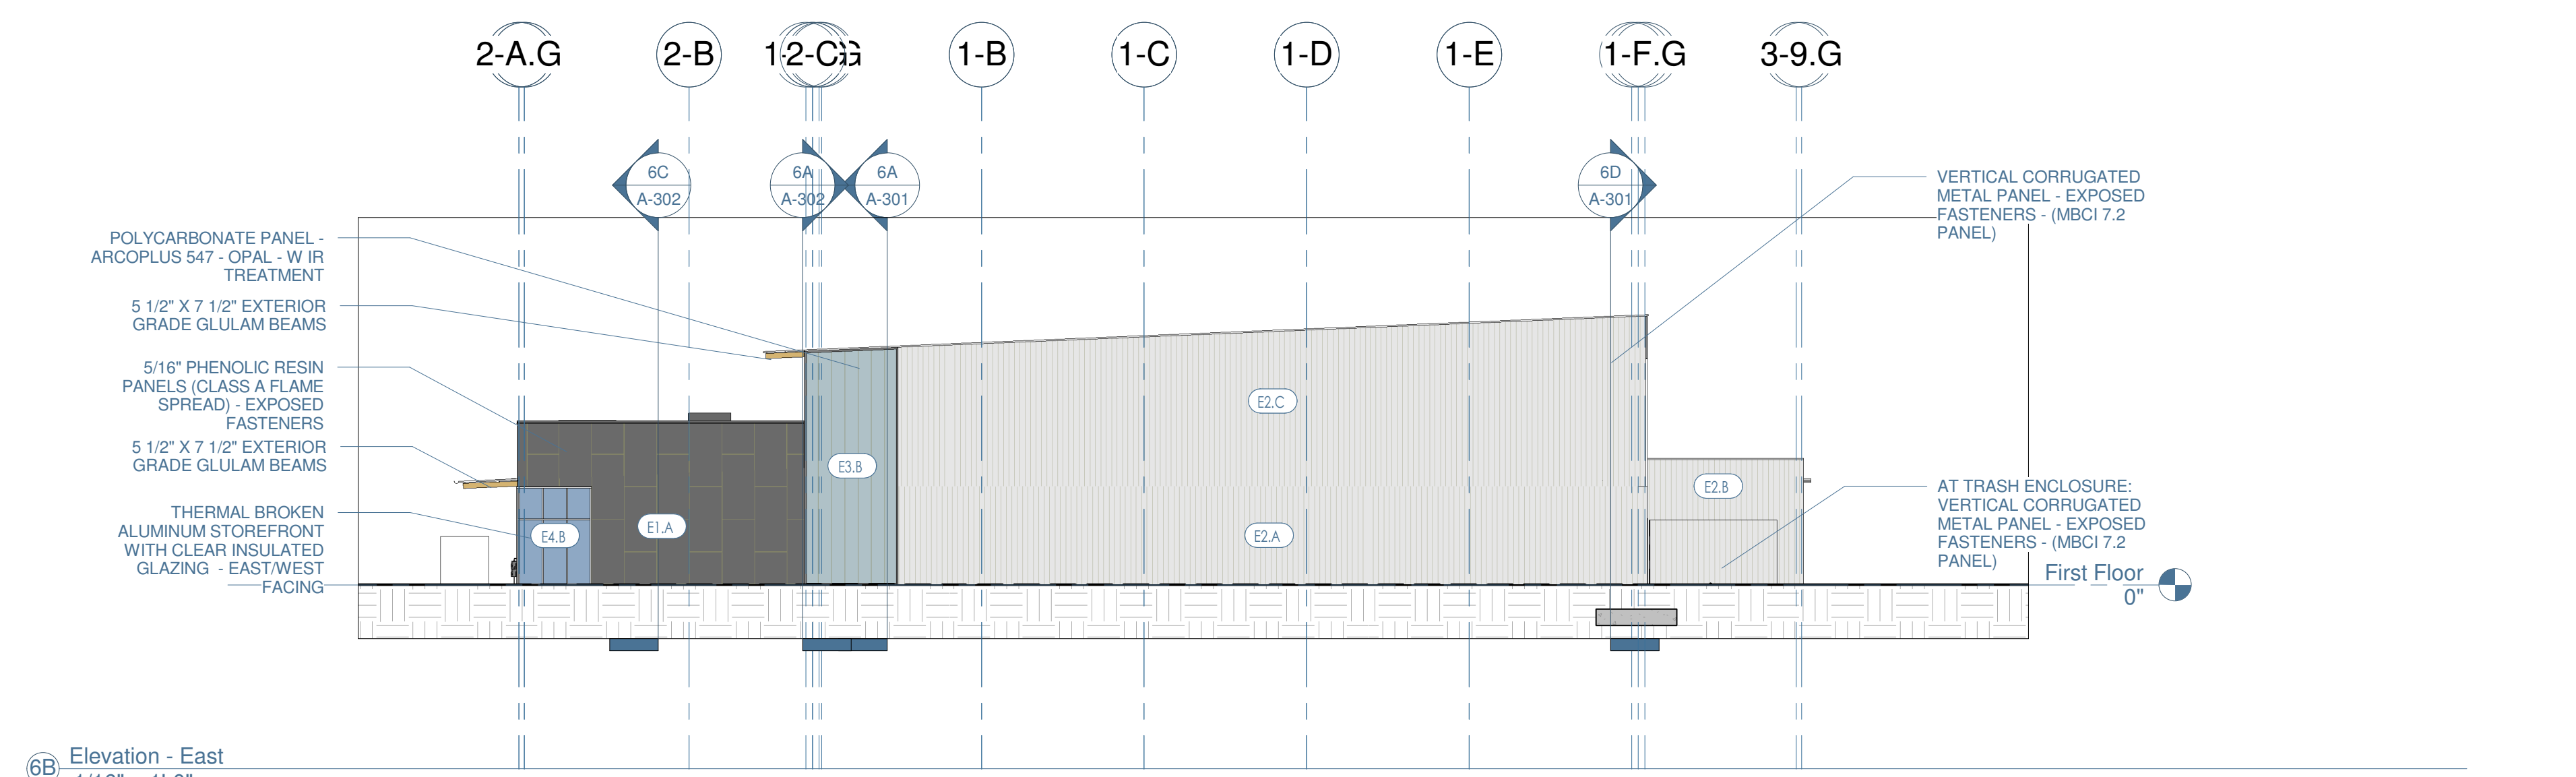 2-A.G
2-B
2-C
1-B
1-C
1-D
1-E
1-F.G
3-9.G
6C
A-302
6A
A-302
6A
A-301
6D
A-301
VERTICAL CORRUGATED
METAL PANEL - EXPOSED
FASTENERS - (MBCI 7.2
PANEL)
POLYCARBONATE PANEL -
ARCOPLUS 547 - OPAL - W IR
TREATMENT
5 1/2" X 7 1/2" EXTERIOR
GRADE GLULAM BEAMS
5/16" PHENOLIC RESIN
PANELS (CLASS A FLAME
SPREAD) - EXPOSED
FASTENERS
5 1/2" X 7 1/2" EXTERIOR
GRADE GLULAM BEAMS
THERMAL BROKEN
ALUMINUM STOREFRONT
WITH CLEAR INSULATED
GLAZING - EAST/WEST
FACING
E4.B
E1.A
E3.B
E2.C
E2.A
E2.B
AT TRASH ENCLOSURE:
VERTICAL CORRUGATED
METAL PANEL - EXPOSED
FASTENERS - (MBCI 7.2
PANEL)
First Floor
0"
6B
Elevation - East